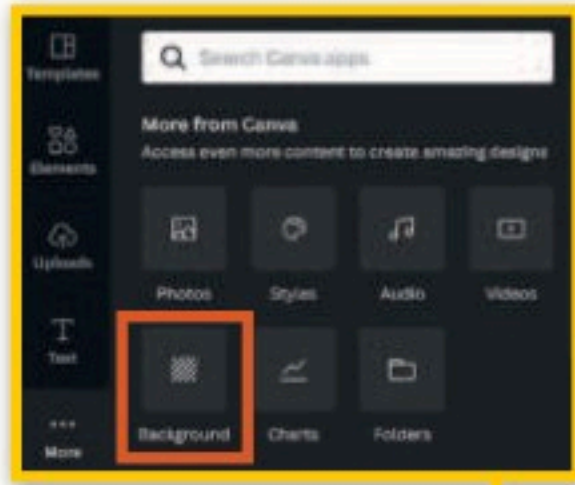 Templates
Elements
Uploads
Text
More
Search Canva apps
More from Canva
Access even more content to create amazing designs
Photos
Styles
Audio
Videos
Background
Charts
Folders